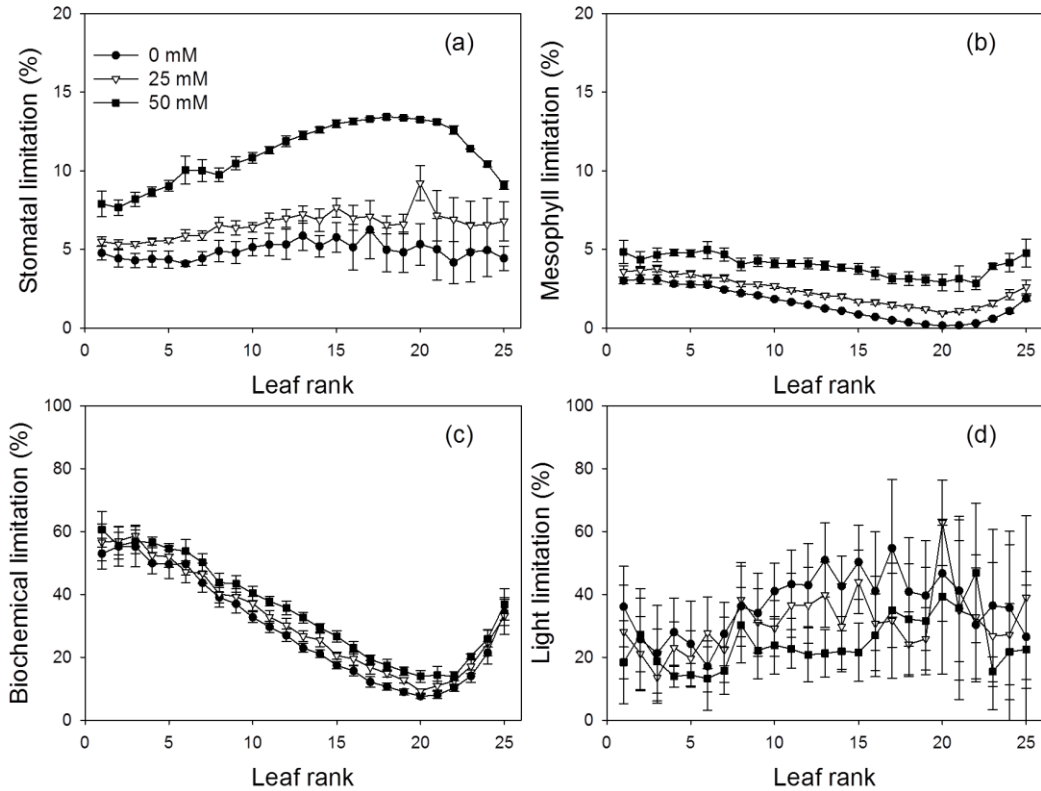 (a)
0 mM
25 mM
50 mM
Stomatal limitation (%)
20
15
10
5
0
0 5 10 15 20 25
Leaf rank
(b)
Mesophyll limitation (%)
20
15
10
5
0
0 5 10 15 20 25
Leaf rank
(c)
Biochemical limitation (%)
100
80
60
40
20
0
0 5 10 15 20 25
Leaf rank
(d)
Light limitation (%)
100
80
60
40
20
0
0 5 10 15 20 25
Leaf rank